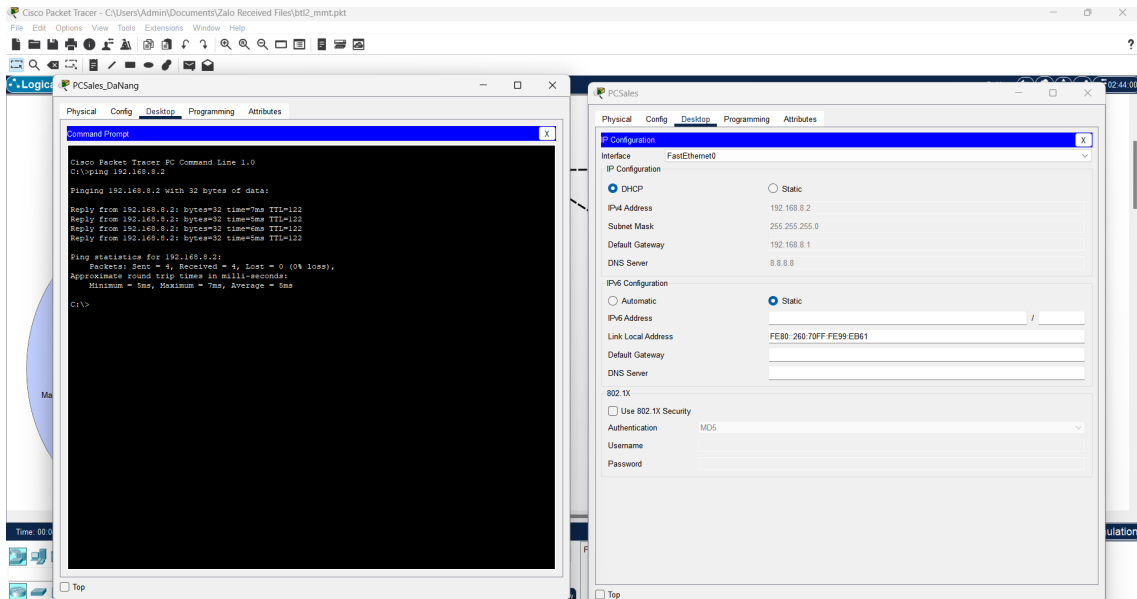 Cisco Packet Tracer - C:\Users\Admin\Documents\Zalo Received Files\btl2_mmt.pkt
File Edit Options View Tools Extensions Window Help
?
Logica
02:44:00
PCSales_DaNang
Physical Config Desktop Programming Attributes
Command Prompt
X
Cisco Packet Tracer PC Command Line 1.0
C:\>ping 192.168.8.2
Pinging 192.168.8.2 with 32 bytes of data:
Reply from 192.168.8.2: bytes=32 time=7ms TTL=122
Reply from 192.168.8.2: bytes=32 time=5ms TTL=122
Reply from 192.168.8.2: bytes=32 time=6ms TTL=122
Reply from 192.168.8.2: bytes=32 time=5ms TTL=122
Ping statistics for 192.168.8.2:
Packets: Sent = 4, Received = 4, Lost = 0 (0% loss),
Approximate round trip times in milli-seconds:
Minimum = 5ms, Maximum = 7ms, Average = 5ms
C:\>
Top
PCSales
Physical Config Desktop Programming Attributes
IP Configuration
X
Interface FastEthernet0
IP Configuration
DHCP Static
IPv4 Address 192.168.8.2
Subnet Mask 255.255.255.0
Default Gateway 192.168.8.1
DNS Server 8.8.8.8
IPv6 Configuration
Automatic Static
IPv6 Address /
Link Local Address FE80::260:70FF:FE99:EB61
Default Gateway
DNS Server
802.1X
Use 802.1X Security
Authentication MD5
Username
Password
Top
Ma
Time: 00:0
ulation